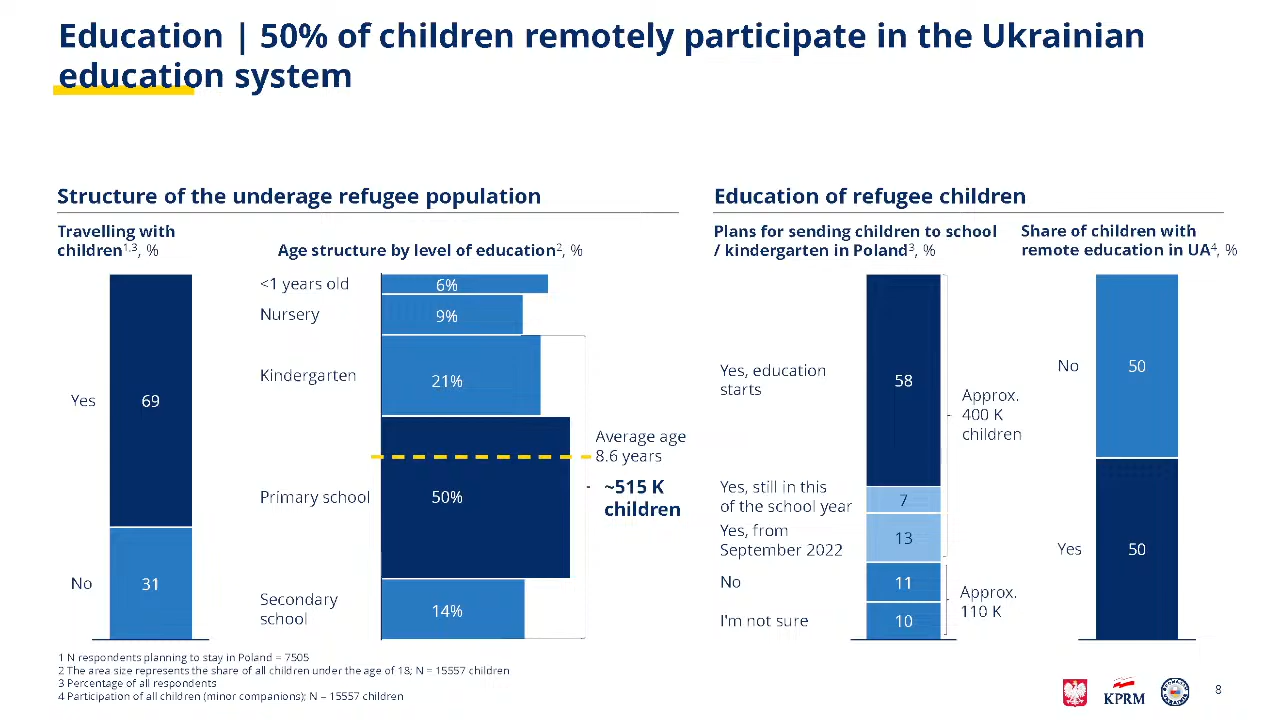 Education | 50% of children remotely participate in the Ukrainian
education system
Structure of the underage refugee population
Travelling with
children1,3, %
Age structure by level of education2, %
Yes
69
No
31
<1 years old
6%
Nursery
9%
Kindergarten
21%
Primary school
50%
Secondary
school
14%
Average age
8.6 years
~515 K
children
Education of refugee children
Plans for sending children to school
/ kindergarten in Poland3, %
Yes, education
starts
58
Yes, still in this
of the school year
7
Yes, from
September 2022
13
No
11
I'm not sure
10
Approx.
400 K
children
Approx.
110 K
Share of children with
remote education in UA4, %
No
50
Yes
50
1 N respondents planning to stay in Poland = 7505
2 The area size represents the share of all children under the age of 18; N = 15557 children
3 Percentage of all respondents
4 Participation of all children (minor companions); N = 15557 children
KPRM
8